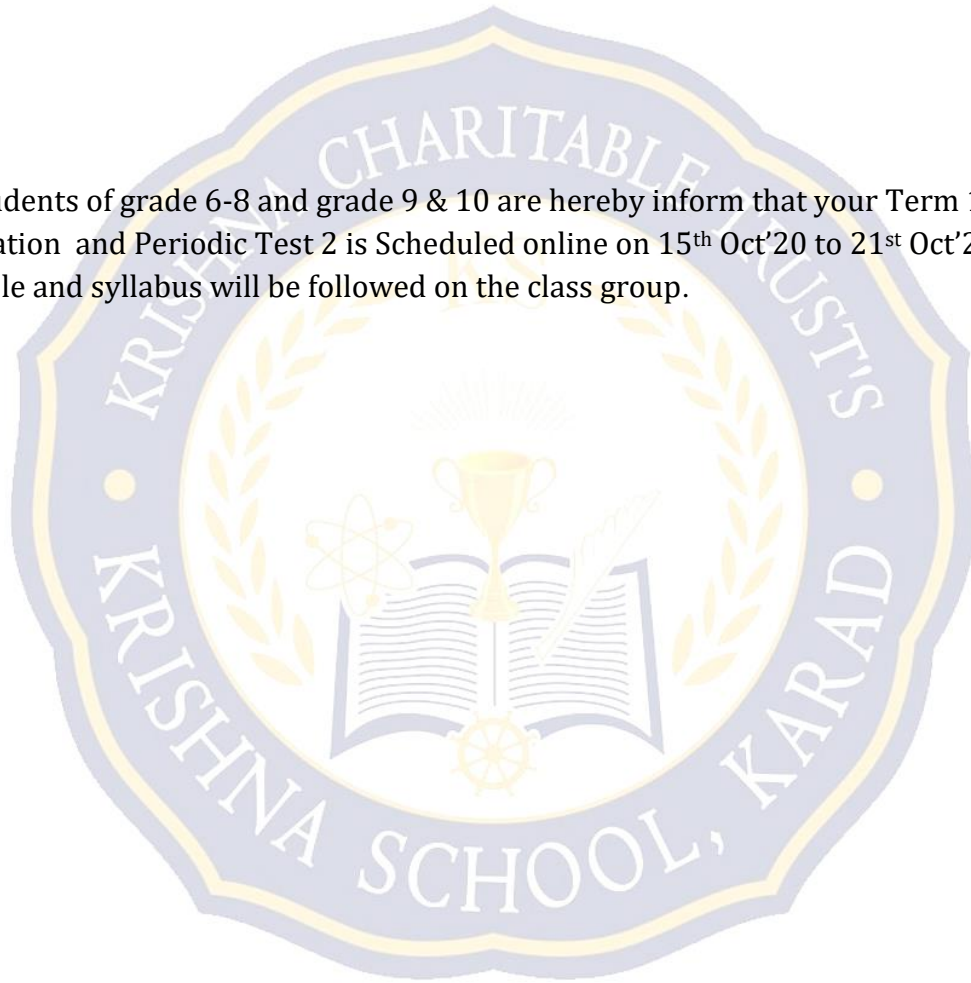 udents of grade 6-8 and grade 9 & 10 are hereby inform that your Term 1
ation and Periodic Test 2 is Scheduled online on 15th Oct'20 to 21st Oct'2
le and syllabus will be followed on the class group.
KRISHNA CHARITABLE TRUST'S
KS
KRISHNA SCHOOL, KARAD